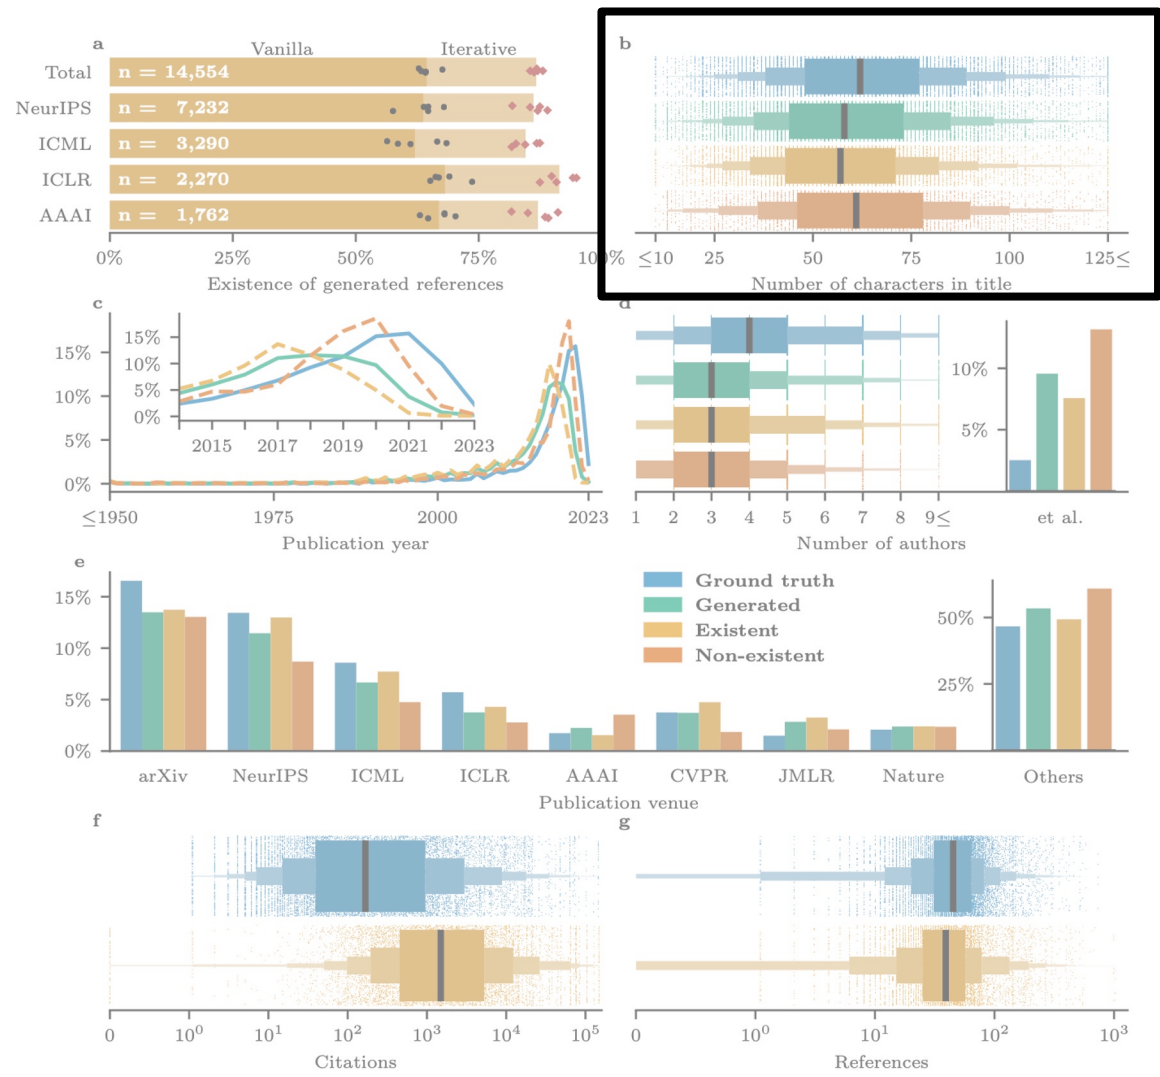 a
Vanilla Iterative
Total n = 14,554
NeurIPS n = 7,232
ICML n = 3,290
ICLR n = 2,270
AAAI n = 1,762
0% 25% 50% 75% 100%
Existence of generated references
b
≤10 25 50 75 100 125≤
Number of characters in title
c
15%
10%
5%
0%
15%
10%
5%
0%
2015 2017 2019 2021 2023
≤1950 1975 2000 2023
Publication year
d
1 2 3 4 5 6 7 8 9≤
Number of authors
10%
5%
et al.
e
15%
10%
5%
0%
Ground truth
Generated
Existent
Non-existent
50%
25%
arXiv NeurIPS ICML ICLR AAAI CVPR JMLR Nature Others
Publication venue
f
0 10⁰ 10¹ 10² 10³ 10⁴ 10⁵
Citations
g
0 10⁰ 10¹ 10² 10³
References